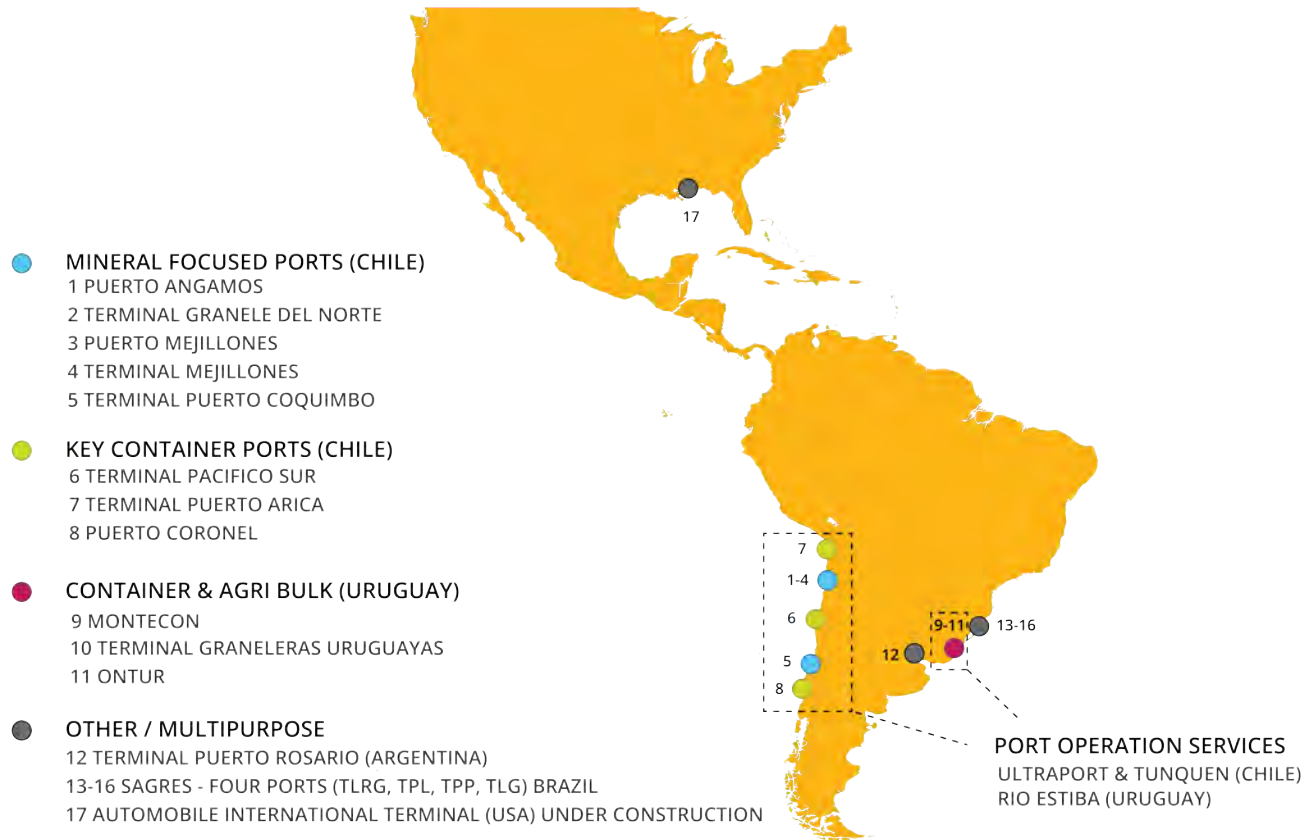 17
MINERAL FOCUSED PORTS (CHILE)
1 PUERTO ANGAMOS
2 TERMINAL GRANELE DEL NORTE
3 PUERTO MEJILLONES
4 TERMINAL MEJILLONES
5 TERMINAL PUERTO COQUIMBO
KEY CONTAINER PORTS (CHILE)
6 TERMINAL PACIFICO SUR
7 TERMINAL PUERTO ARICA
8 PUERTO CORONEL
CONTAINER & AGRI BULK (URUGUAY)
9 MONTECON
10 TERMINAL GRANELERAS URUGUAYAS
11 ONTUR
OTHER / MULTIPURPOSE
12 TERMINAL PUERTO ROSARIO (ARGENTINA)
13-16 SAGRES - FOUR PORTS (TLRG, TPL, TPP, TLG) BRAZIL
17 AUTOMOBILE INTERNATIONAL TERMINAL (USA) UNDER CONSTRUCTION
7
1-4
6
5
8
12
9-11
13-16
PORT OPERATION SERVICES
ULTRAPORT & TUNQUEN (CHILE)
RIO ESTIBA (URUGUAY)